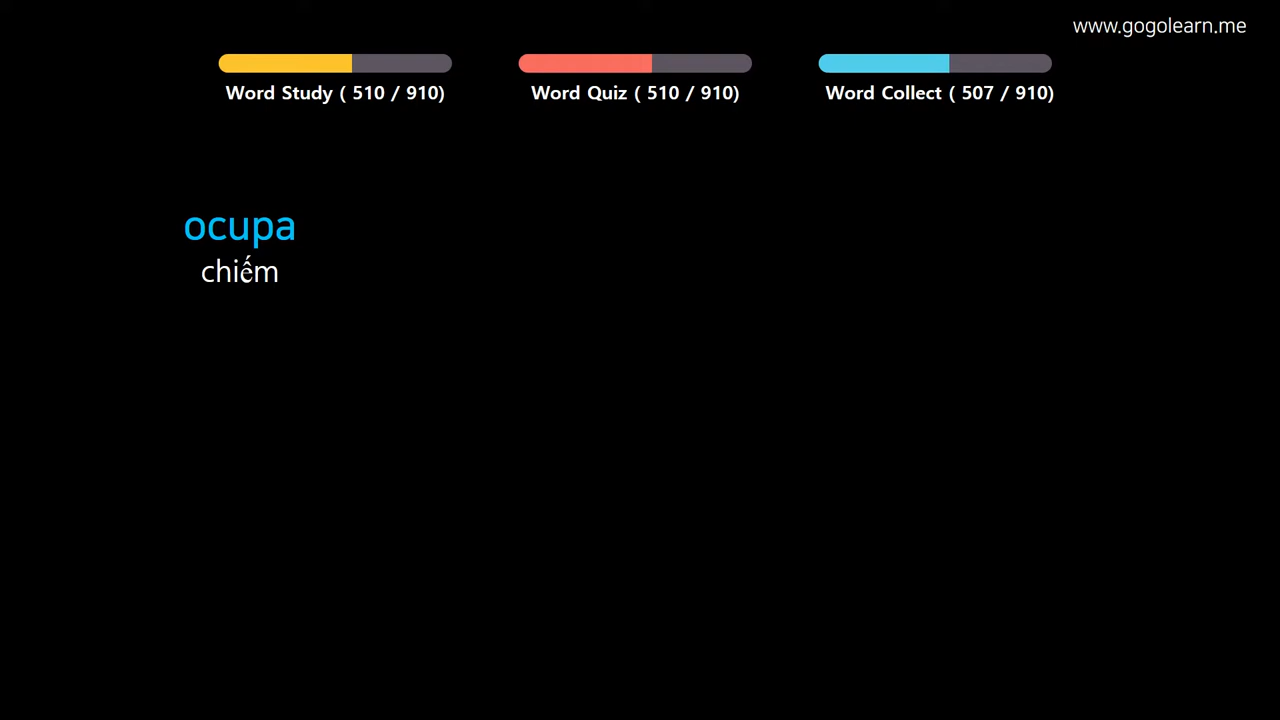 www.gogolearn.me
Word Study ( 510 / 910)
Word Quiz ( 510 / 910)
Word Collect ( 507 / 910)
ocupa
chiếm